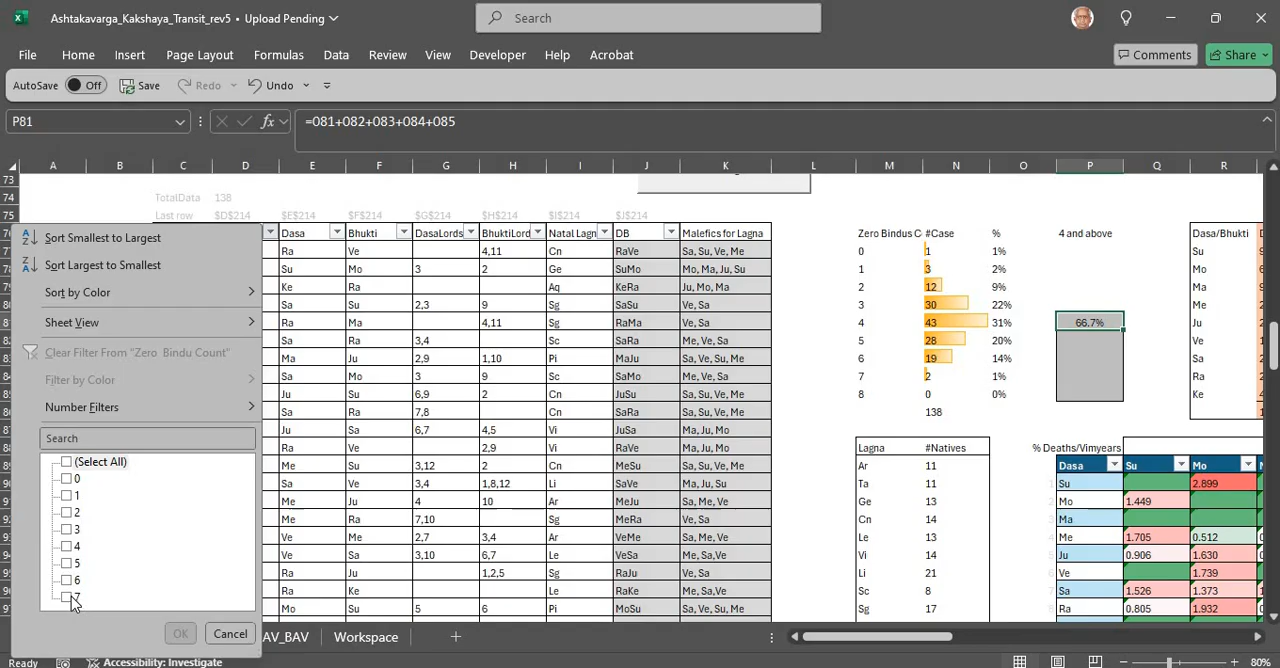 Ashtakavarga_Kakshaya_Transit_rev5 • Upload Pending
Search
File Home Insert Draw Page Layout Formulas Data Review View Developer Help Acrobat
Comments Share
AutoSave Off Save Redo Undo
P81 fx =O81+O82+O83+O84+O85
A B C D E F G H I J K L M N O P Q R
73
74 TotalData 138
75 Last row $D$214 $E$214 $F$214 $G$214 $H$214 $I$214 $J$214
Dasa Bhukti DasaLords BhuktiLord Natal Lagn DB Malefics for Lagna Zero Bindus C #Case % 4 and above Dasa/Bhukti
Ra Ve 4,11 Cn RaVe Sa, Su, Ve, Me 0 1 1% Su
Su Mo 3 2 Ge SuMo Mo, Ma, Ju, Su 1 3 2% Mo
Ke Ra Aq KeRa Ju, Mo, Ma 2 12 9% Ma
Sa Su 2,3 9 Sg SaSu Ve, Sa 3 30 22% Me
Ra Ma 4,11 Sg RaMa Ve, Sa 4 43 31% 66.7% Ju
Sa Ra 3,4 Sc SaRa Me, Ve, Sa 5 28 20% Ve
Ma Ju 2,9 1,10 Pi MaJu Sa, Ve, Su, Me 6 19 14% Sa
Sa Mo 3 9 Sc SaMo Me, Ve, Sa 7 2 1% Ra
Ju Su 6,9 2 Cn JuSu Sa, Su, Ve, Me 8 0 0% Ke
Sa Ra 7,8 Cn SaRa Sa, Su, Ve, Me 138
Ju Sa 6,7 4,5 Vi JuSa Ma, Ju, Mo
Ra Ve 2,9 Vi RaVe Ma, Ju, Mo Lagna #Natives % Deaths/Vimyears
Me Su 3,12 2 Cn MeSu Sa, Su, Ve, Me Ar 11 Dasa Su Mo
Sa Ve 3,4 1,8,12 Li SaVe Ma, Ju, Su Ta 11 Su 2.899
Me Ju 4 10 Ar MeJu Sa, Me, Ve Ge 13 Mo 1.449
Me Ra 7,10 Sg MeRa Ve, Sa Cn 14 Ma
Ve Me 2,7 3,4 Ar VeMe Sa, Me, Ve Le 13 Me 1.705 0.512
Ve Sa 3,10 6,7 Le VeSa Me, Sa,Ve Vi 14 Ju 0.906 1.630
Ra Ju 1,2,5 Sg RaJu Ve, Sa Li 21 Ve 1.739
Ra Ke Le RaKe Me, Sa,Ve Sc 8 Sa 1.526 1.373
Mo Su 5 6 Pi MoSu Sa, Ve, Su, Me Sg 17 Ra 0.805 1.932
Sort Smallest to Largest
Sort Largest to Smallest
Sort by Color
Sheet View
Clear Filter From "Zero Bindu Count"
Filter by Color
Number Filters
Search
(Select All)
0
1
2
3
4
5
6
7
OK Cancel
AV_BAV Workspace
Ready Accessibility: Investigate 80%